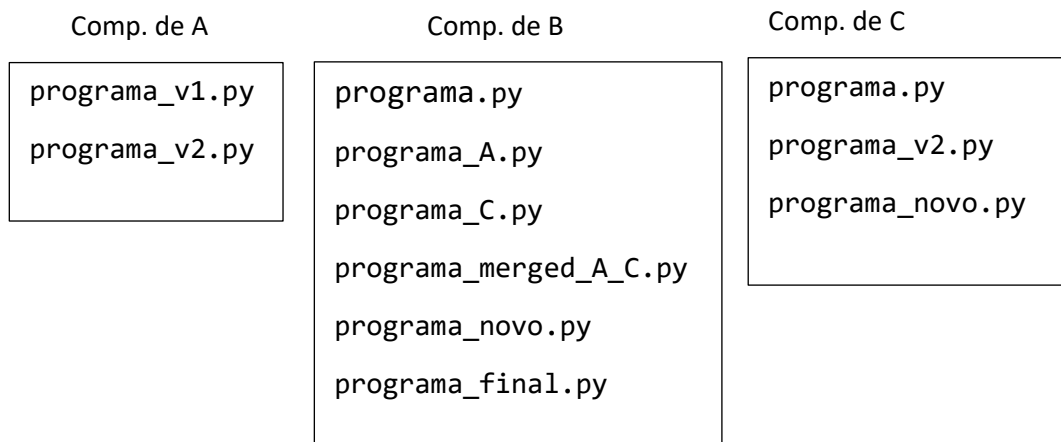 Comp. de A
programa_v1.py
programa_v2.py
Comp. de B
programa.py
programa_A.py
programa_C.py
programa_merged_A_C.py
programa_novo.py
programa_final.py
Comp. de C
programa.py
programa_v2.py
programa_novo.py